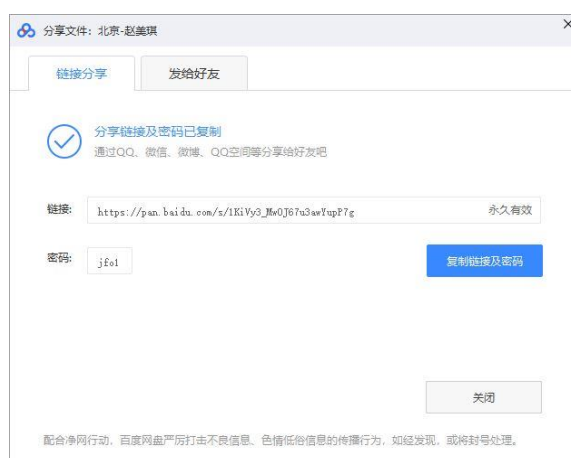 分享文件：北京-赵美琪
链接分享
发给好友
分享链接及密码已复制
通过QQ、微信、微博、QQ空间等分享给好友吧
链接: https://pan.baidu.com/s/1KiVy3_MwOJ67u3awYupP7g 永久有效
密码: jfo1 复制链接及密码
关闭
配合净网行动，百度网盘严厉打击不良信息、色情低俗信息的传播行为，如经发现，或将封号处理。